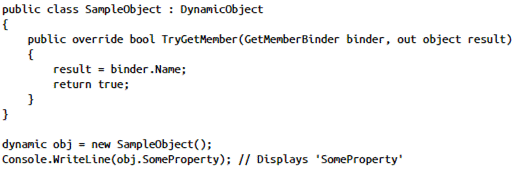 public class SampleObject : DynamicObject
{
    public override bool TryGetMember(GetMemberBinder binder, out object result)
    {
        result = binder.Name;
        return true;
    }
}
dynamic obj = new SampleObject();
Console.WriteLine(obj.SomeProperty); // Displays 'SomeProperty'